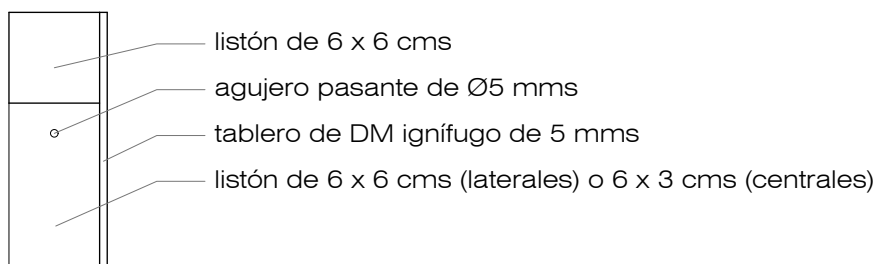 listón de 6 x 6 cms
agujero pasante de Ø5 mms
tablero de DM ignífugo de 5 mms
listón de 6 x 6 cms (laterales) o 6 x 3 cms (centrales)